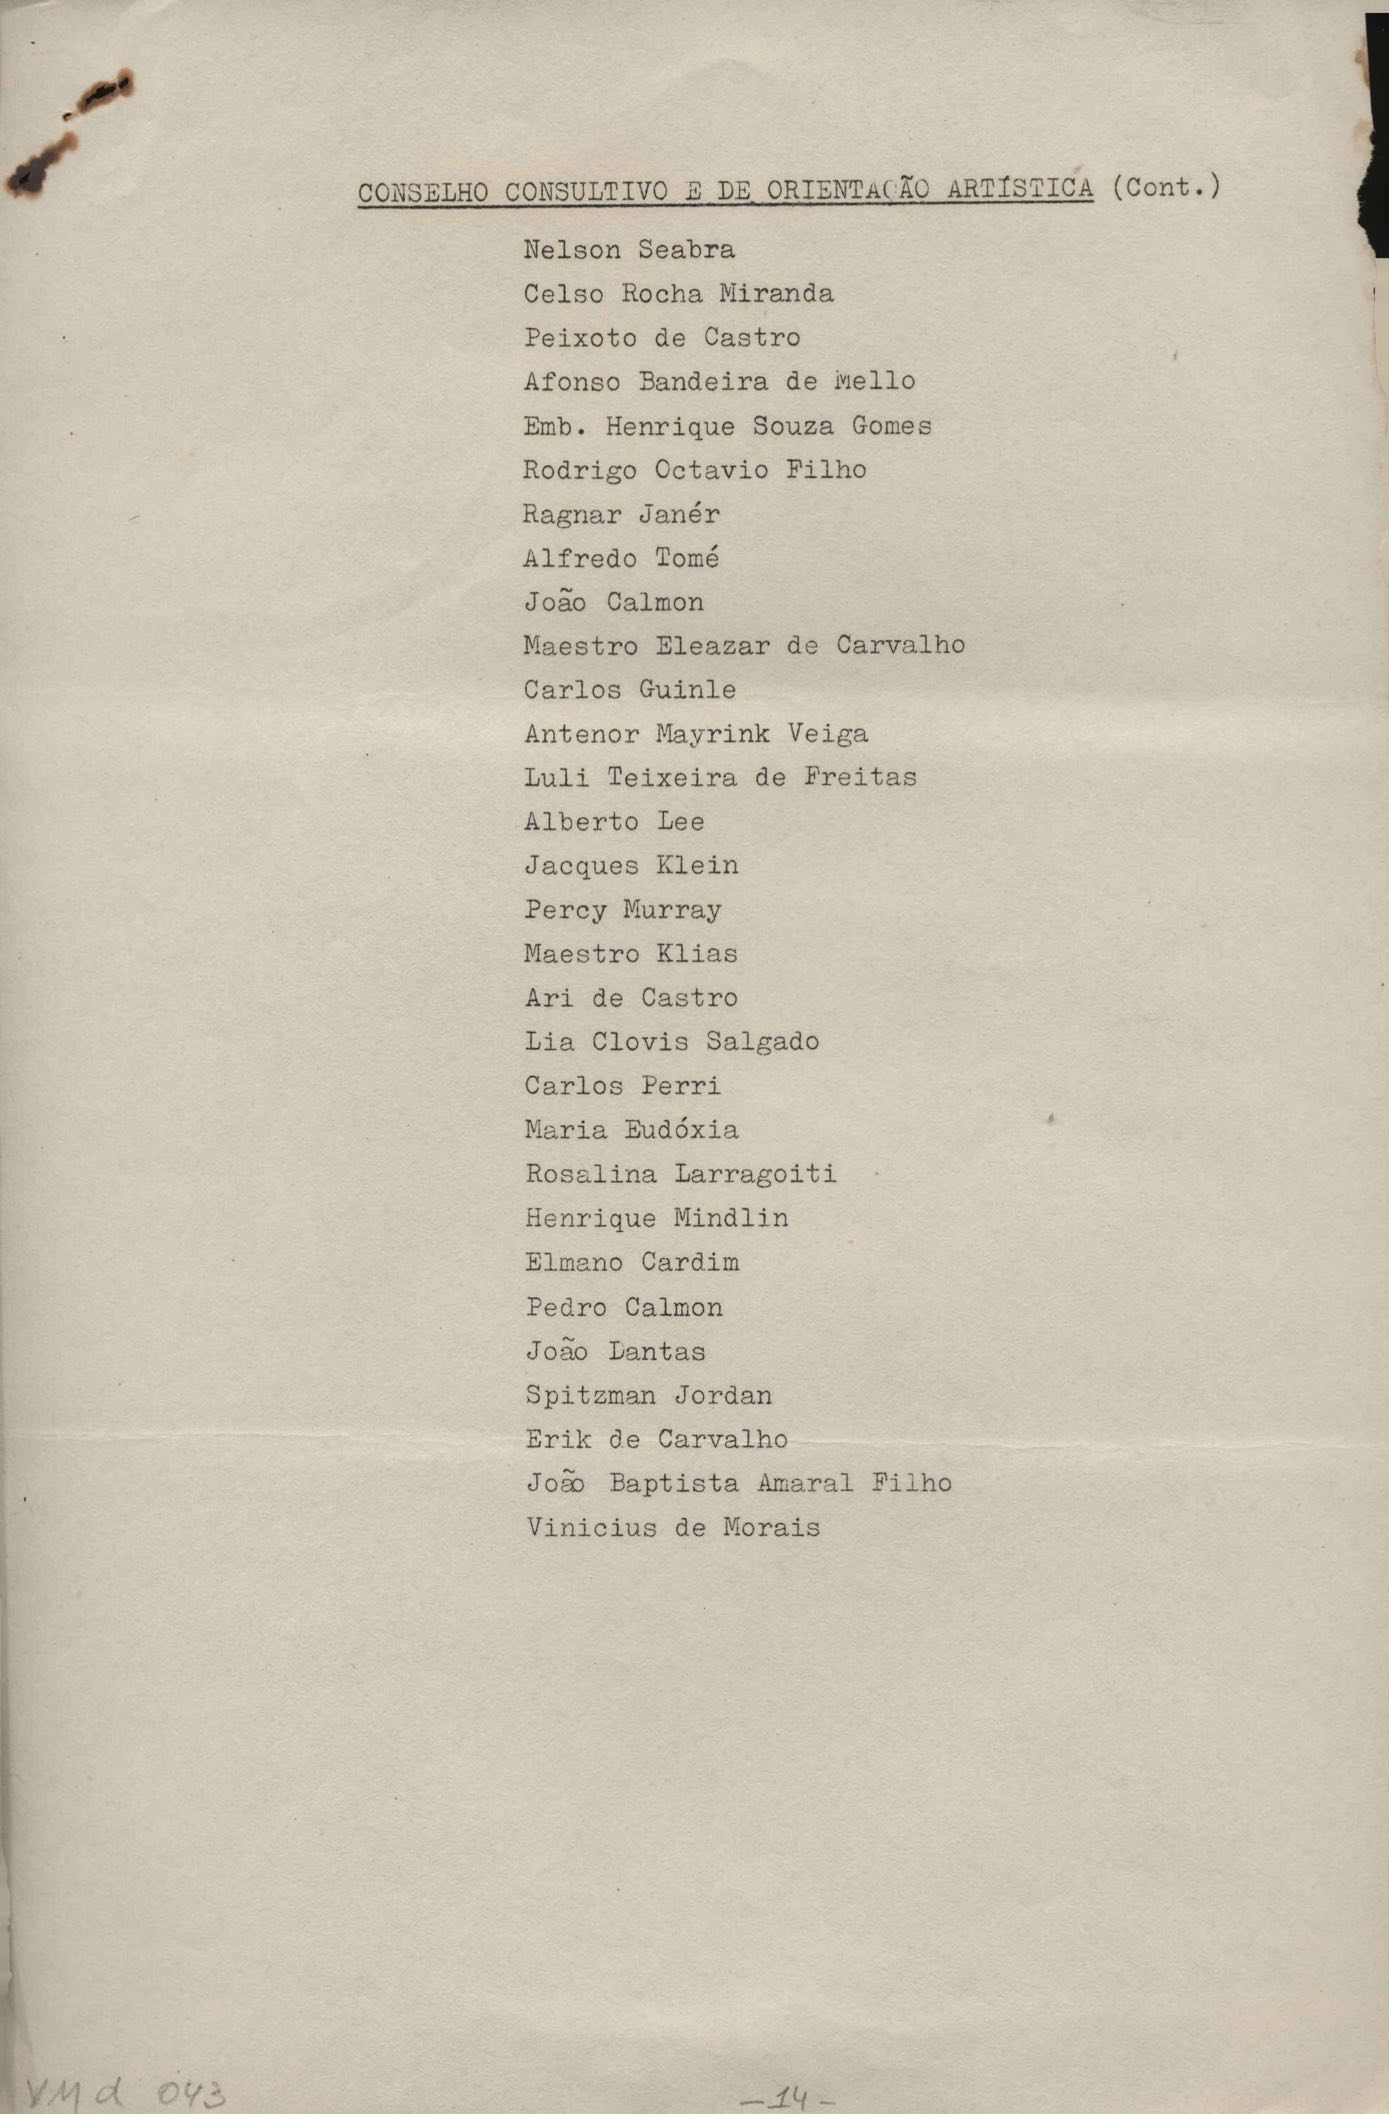 CONSELHO CONSULTIVO E DE ORIENTAÇÃO ARTÍSTICA (Cont.)
Nelson Seabra
Celso Rocha Miranda
Peixoto de Castro
Afonso Bandeira de Mello
Emb. Henrique Souza Gomes
Rodrigo Octavio Filho
Ragnar Janér
Alfredo Tomé
João Calmon
Maestro Eleazar de Carvalho
Carlos Guinle
Antenor Mayrink Veiga
Luli Teixeira de Freitas
Alberto Lee
Jacques Klein
Percy Murray
Maestro Klias
Ari de Castro
Lia Clovis Salgado
Carlos Perri
Maria Eudóxia
Rosalina Larragoiti
Henrique Mindlin
Elmano Cardim
Pedro Calmon
João Dantas
Spitzman Jordan
Erik de Carvalho
João Baptista Amaral Filho
Vinicius de Morais
VMd 043
-14-